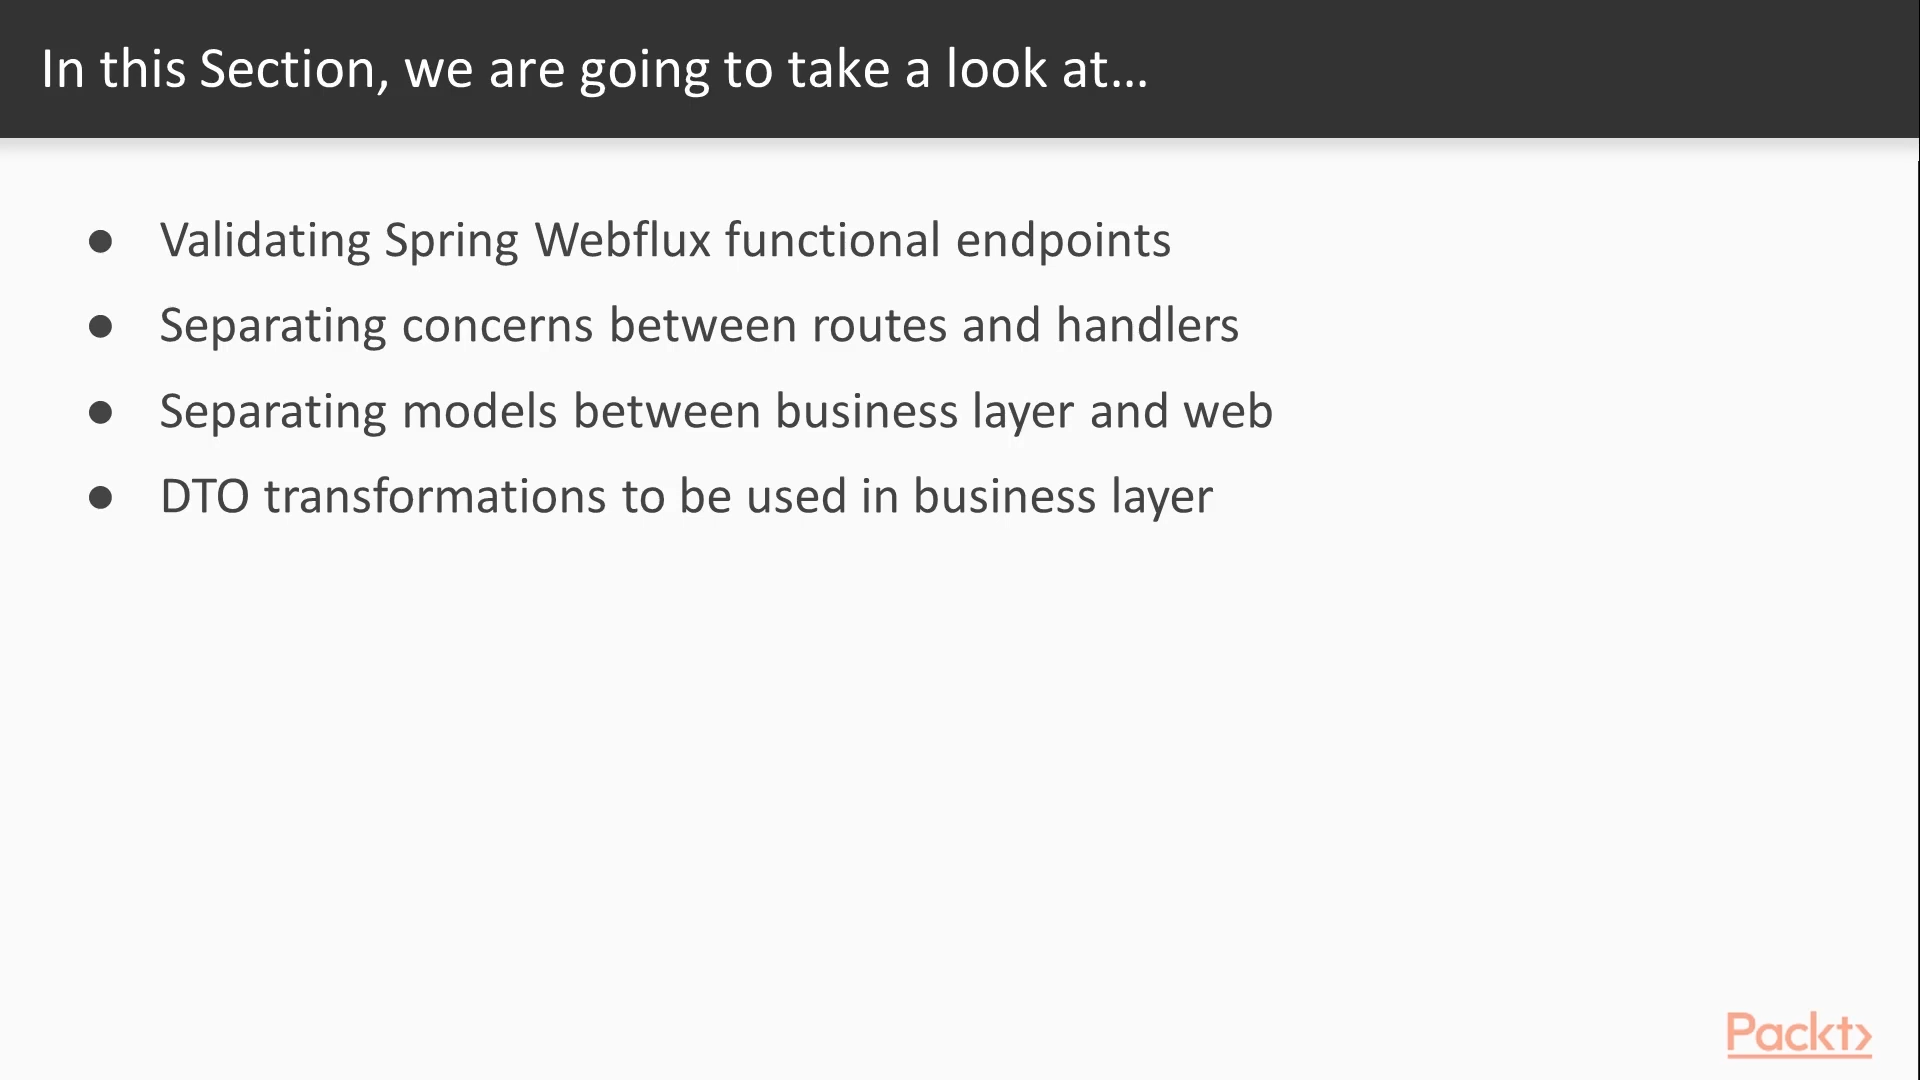 In this Section, we are going to take a look at...
● Validating Spring Webflux functional endpoints
● Separating concerns between routes and handlers
● Separating models between business layer and web
● DTO transformations to be used in business layer
Packt>